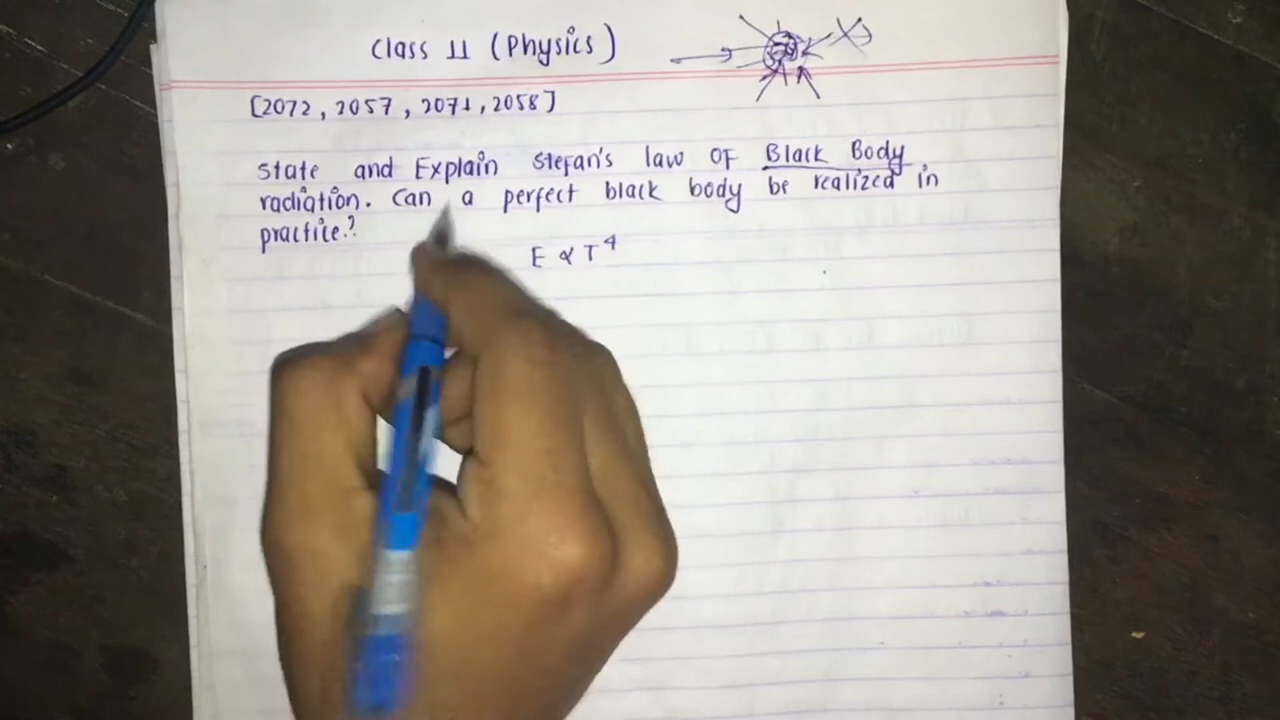 Class 11 (Physics)
[2072, 2057, 2071, 2058]
State and Explain Stefan's law OF Black Body
radiation. Can a perfect black body be realized in
practice.?
E ∝ T⁴